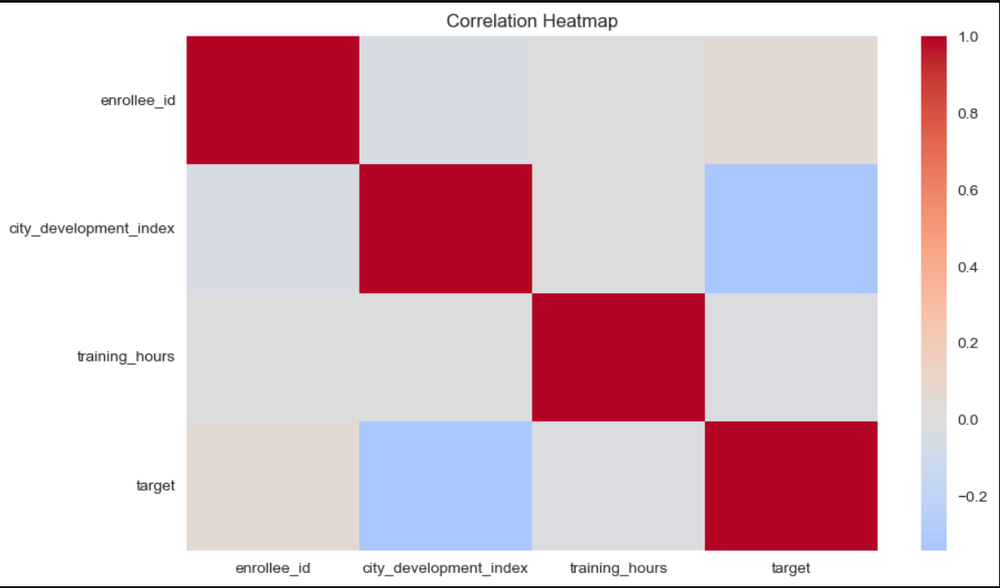 Correlation Heatmap
enrollee_id
city_development_index
training_hours
target
enrollee_id city_development_index training_hours target
1.0
0.8
0.6
0.4
0.2
0.0
−0.2